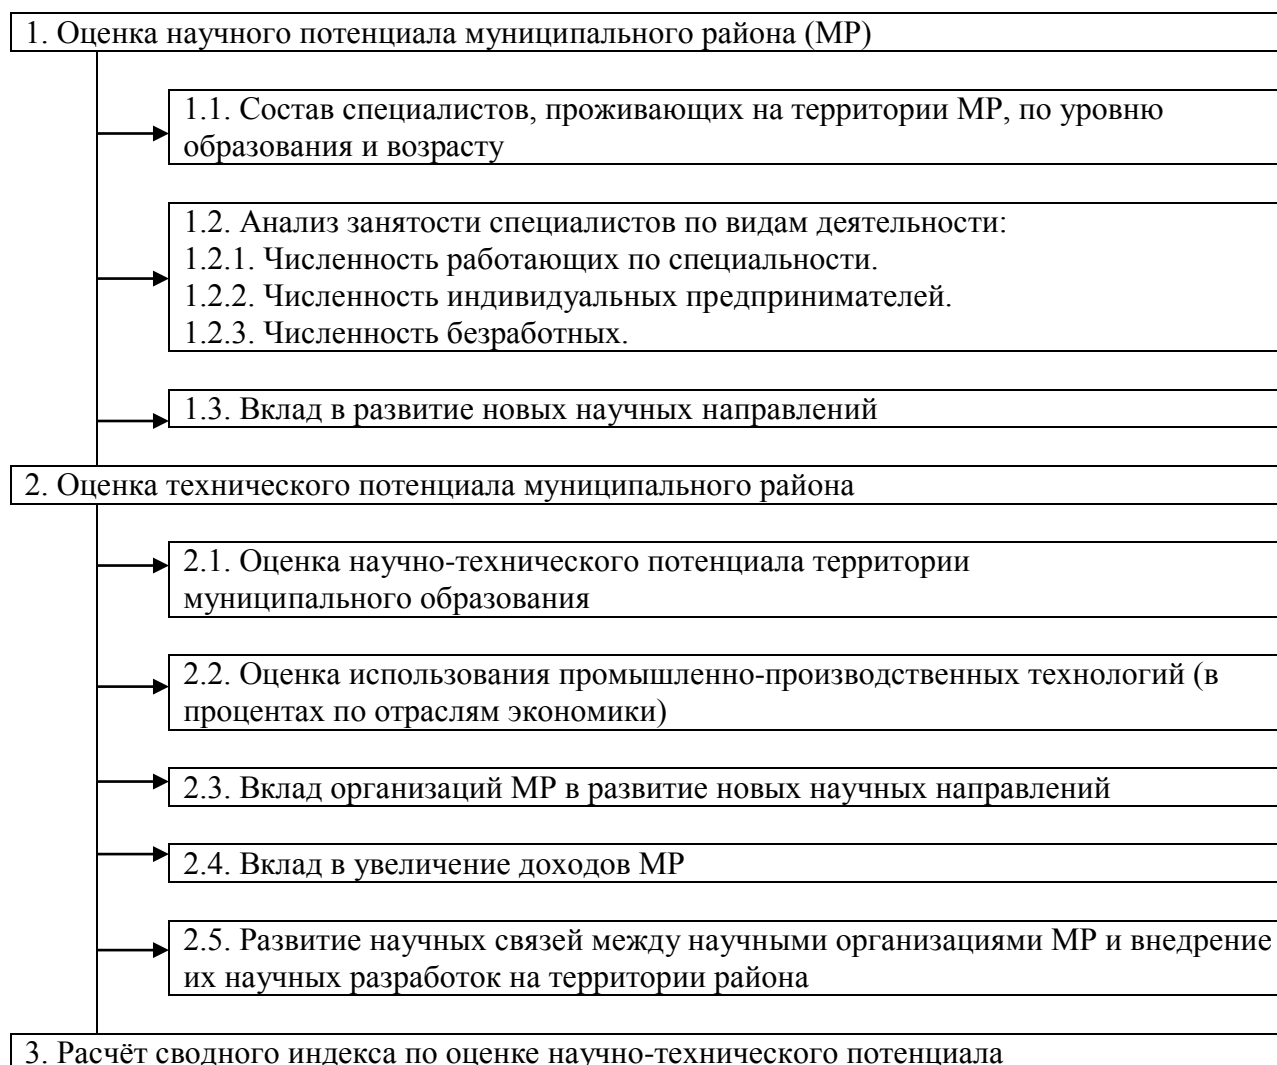 1. Оценка научного потенциала муниципального района (МР)
1.1. Состав специалистов, проживающих на территории МР, по уровню
образования и возрасту
1.2. Анализ занятости специалистов по видам деятельности:
1.2.1. Численность работающих по специальности.
1.2.2. Численность индивидуальных предпринимателей.
1.2.3. Численность безработных.
1.3. Вклад в развитие новых научных направлений
2. Оценка технического потенциала муниципального района
2.1. Оценка научно-технического потенциала территории
муниципального образования
2.2. Оценка использования промышленно-производственных технологий (в
процентах по отраслям экономики)
2.3. Вклад организаций МР в развитие новых научных направлений
2.4. Вклад в увеличение доходов МР
2.5. Развитие научных связей между научными организациями МР и внедрение
их научных разработок на территории района
3. Расчёт сводного индекса по оценке научно-технического потенциала